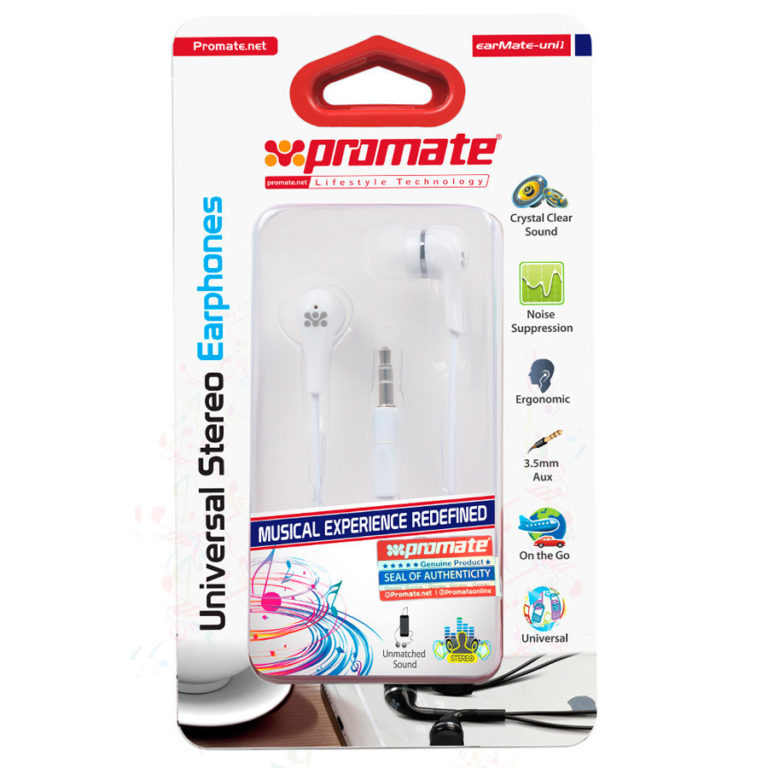 Promate.net
earMate-uni1
promate
promate.net Lifestyle Technology
Universal Stereo Earphones
Crystal Clear
Sound
Noise
Suppression
Ergonomic
3.5mm
Aux
On the Go
Universal
MUSICAL EXPERIENCE REDEFINED
promate
Genuine Product
SEAL OF AUTHENTICITY
Promate.net | Promateonline
Unmatched
Sound
STEREO